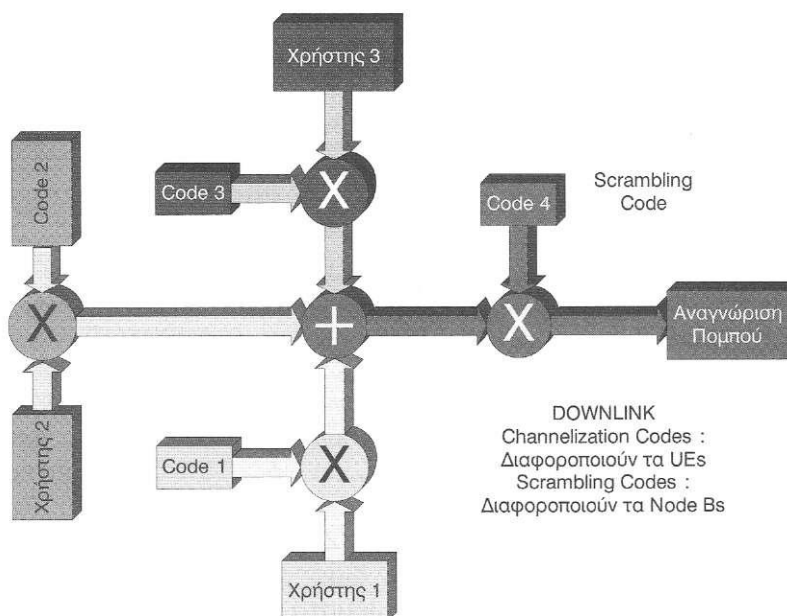 Χρήστης 3
Code 2
Code 3
X
Code 4
Scrambling
Code
X
+
X
Αναγνώριση
Πομπού
Χρήστης 2
Code 1
X
DOWNLINK
Channelization Codes :
Διαφοροποιούν τα UEs
Scrambling Codes :
Διαφοροποιούν τα Node Bs
Χρήστης 1